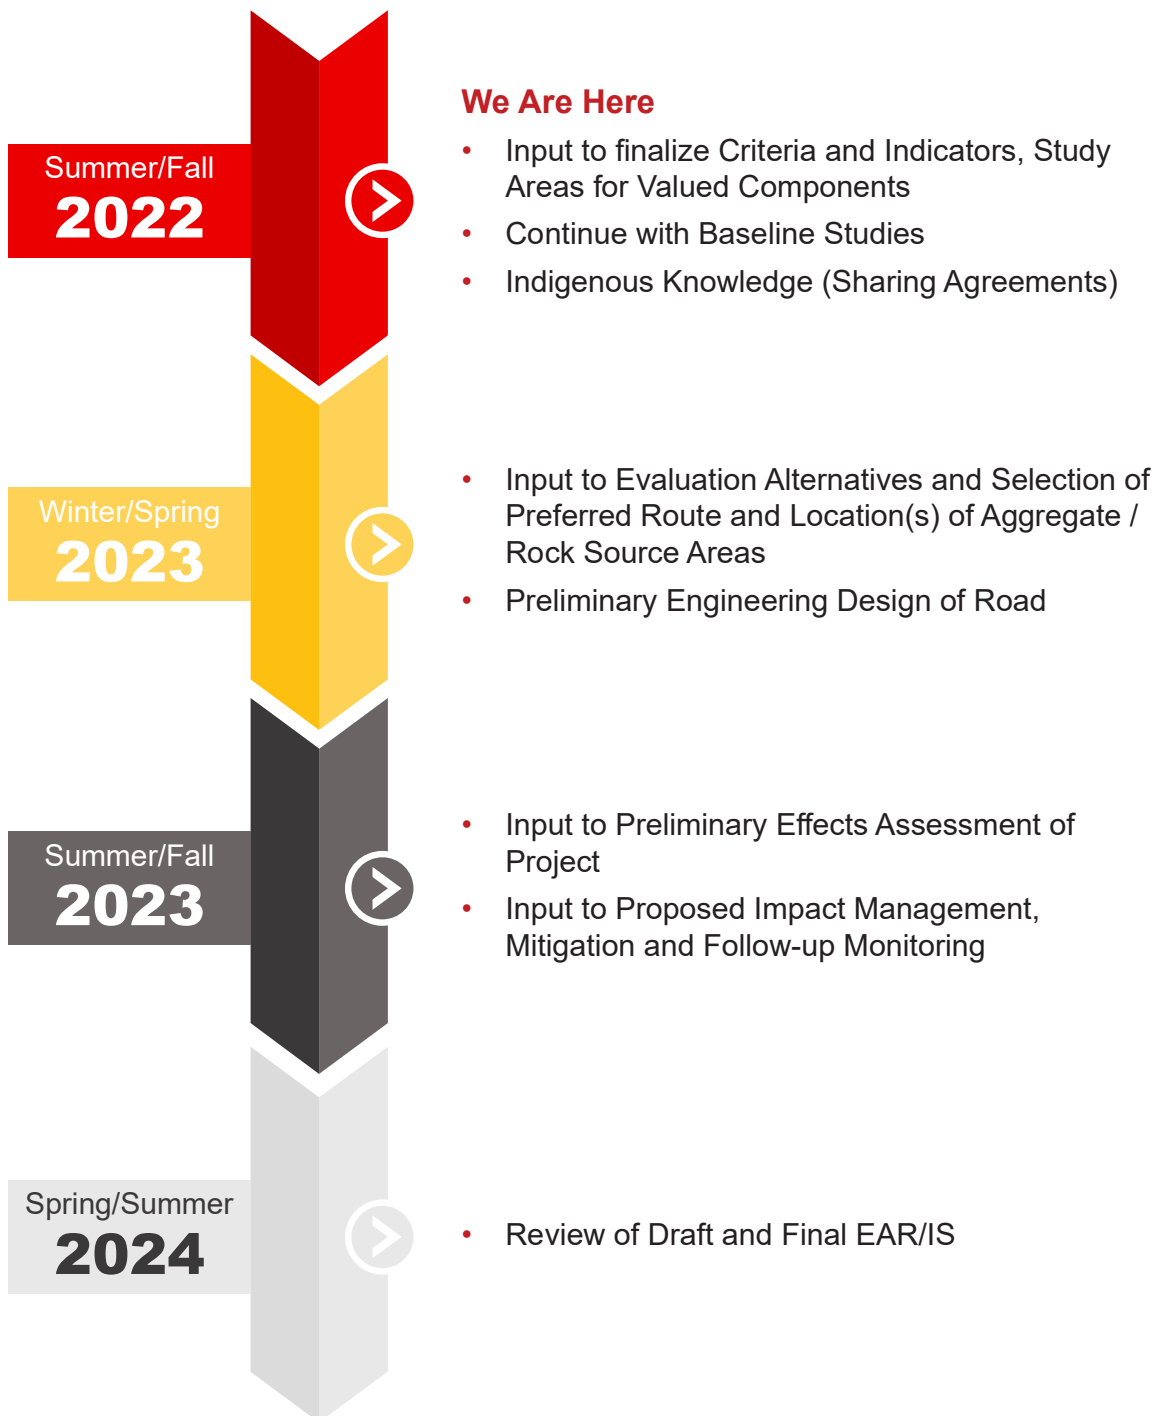 We Are Here
Summer/Fall
2022
• Input to finalize Criteria and Indicators, Study
Areas for Valued Components
• Continue with Baseline Studies
• Indigenous Knowledge (Sharing Agreements)
Winter/Spring
2023
• Input to Evaluation Alternatives and Selection of
Preferred Route and Location(s) of Aggregate /
Rock Source Areas
• Preliminary Engineering Design of Road
Summer/Fall
2023
• Input to Preliminary Effects Assessment of
Project
• Input to Proposed Impact Management,
Mitigation and Follow-up Monitoring
Spring/Summer
2024
• Review of Draft and Final EAR/IS